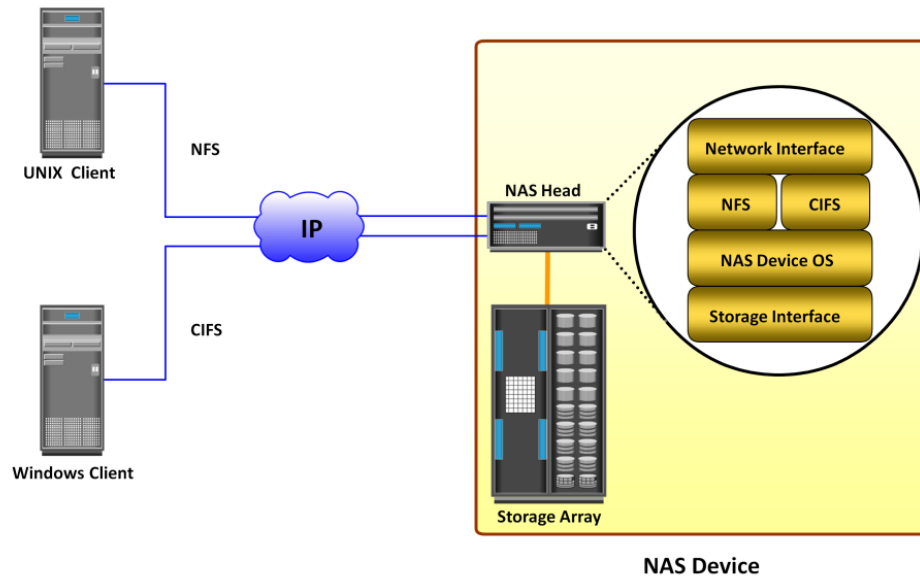 UNIX Client
NFS
IP
CIFS
Windows Client
NAS Head
Storage Array
Network Interface
NFS CIFS
NAS Device OS
Storage Interface
NAS Device